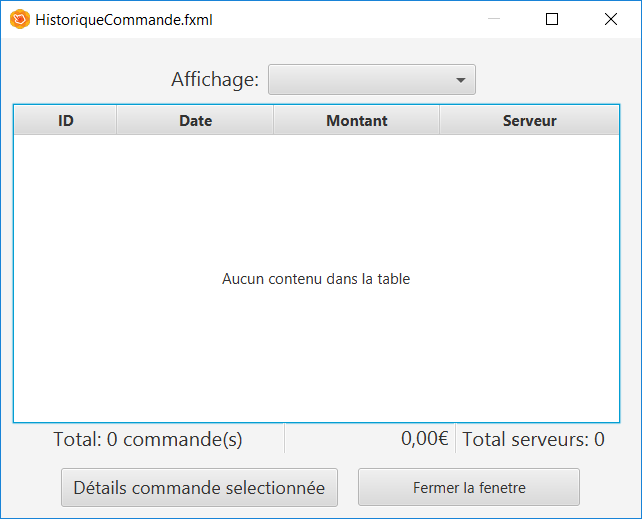 HistoriqueCommande.fxml
Affichage:
ID Date Montant Serveur
Aucun contenu dans la table
Total: 0 commande(s) 0,00€ Total serveurs: 0
Détails commande selectionnée Fermer la fenetre